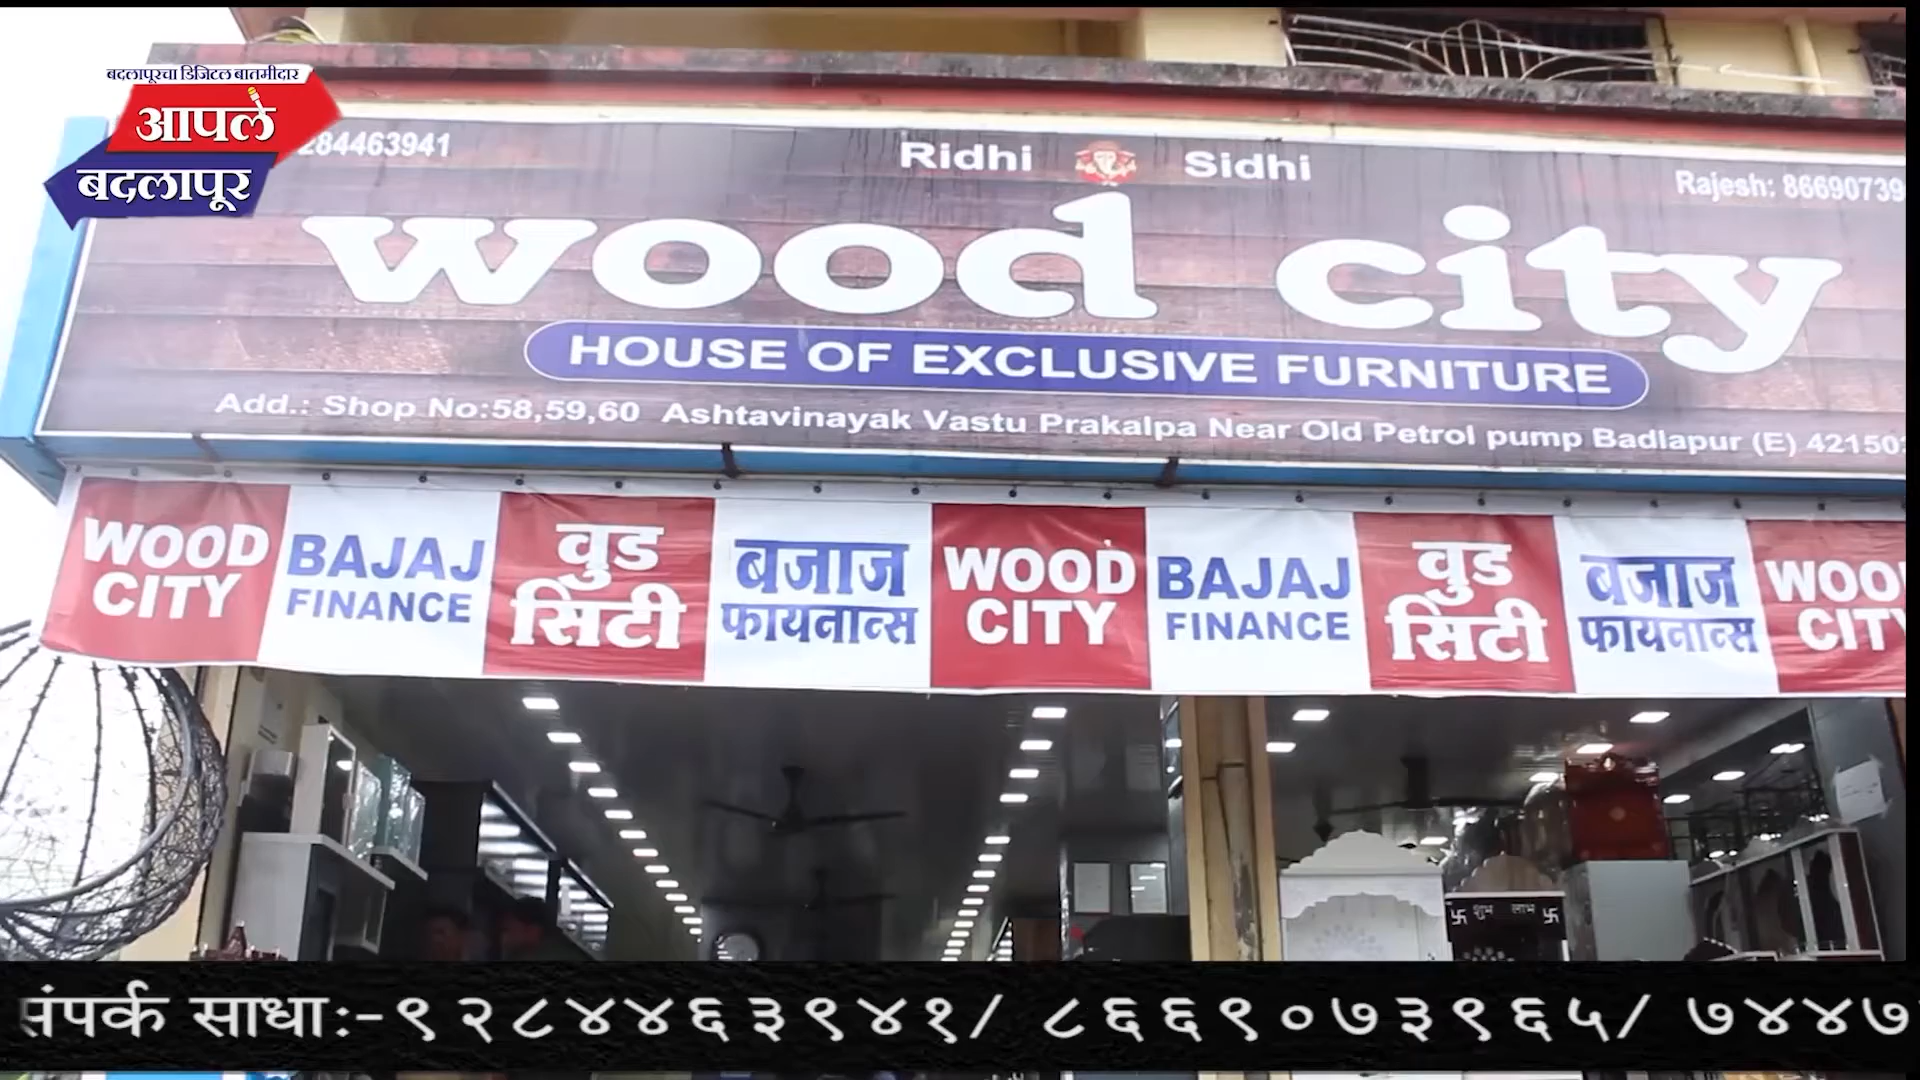 बदलापूरचा डिजिटल बातमीदार
आपले
बदलापूर
284463941
Ridhi Sidhi
Rajesh: 86690739
wood city
HOUSE OF EXCLUSIVE FURNITURE
Add.: Shop No:58,59,60 Ashtavinayak Vastu Prakalpa Near Old Petrol pump Badlapur (E) 42150
WOOD CITY
BAJAJ FINANCE
वुड सिटी
बजाज फायनान्स
WOOD CITY
BAJAJ FINANCE
वुड सिटी
बजाज फायनान्स
WOO CITY
शुभ लाभ
संपर्क साधाः-९२८४४६३९४१/ ८६६९०७३९६५/ ७४४७